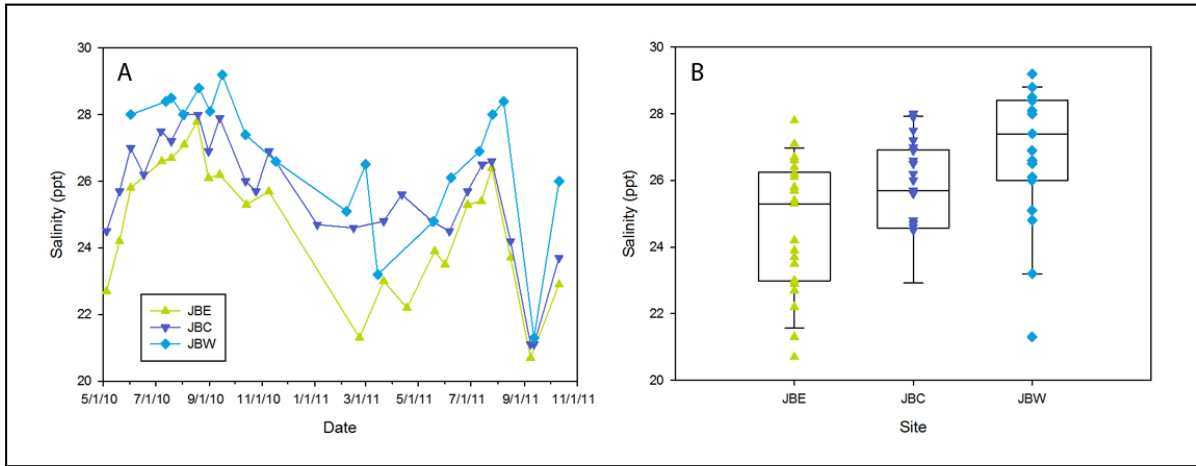 A
30
28
26
24
22
20
Salinity (ppt)
JBE
JBC
JBW
5/1/10 7/1/10 9/1/10 11/1/10 1/1/11 3/1/11 5/1/11 7/1/11 9/1/11 11/1/11
Date
B
30
28
26
24
22
20
Salinity (ppt)
JBE JBC JBW
Site